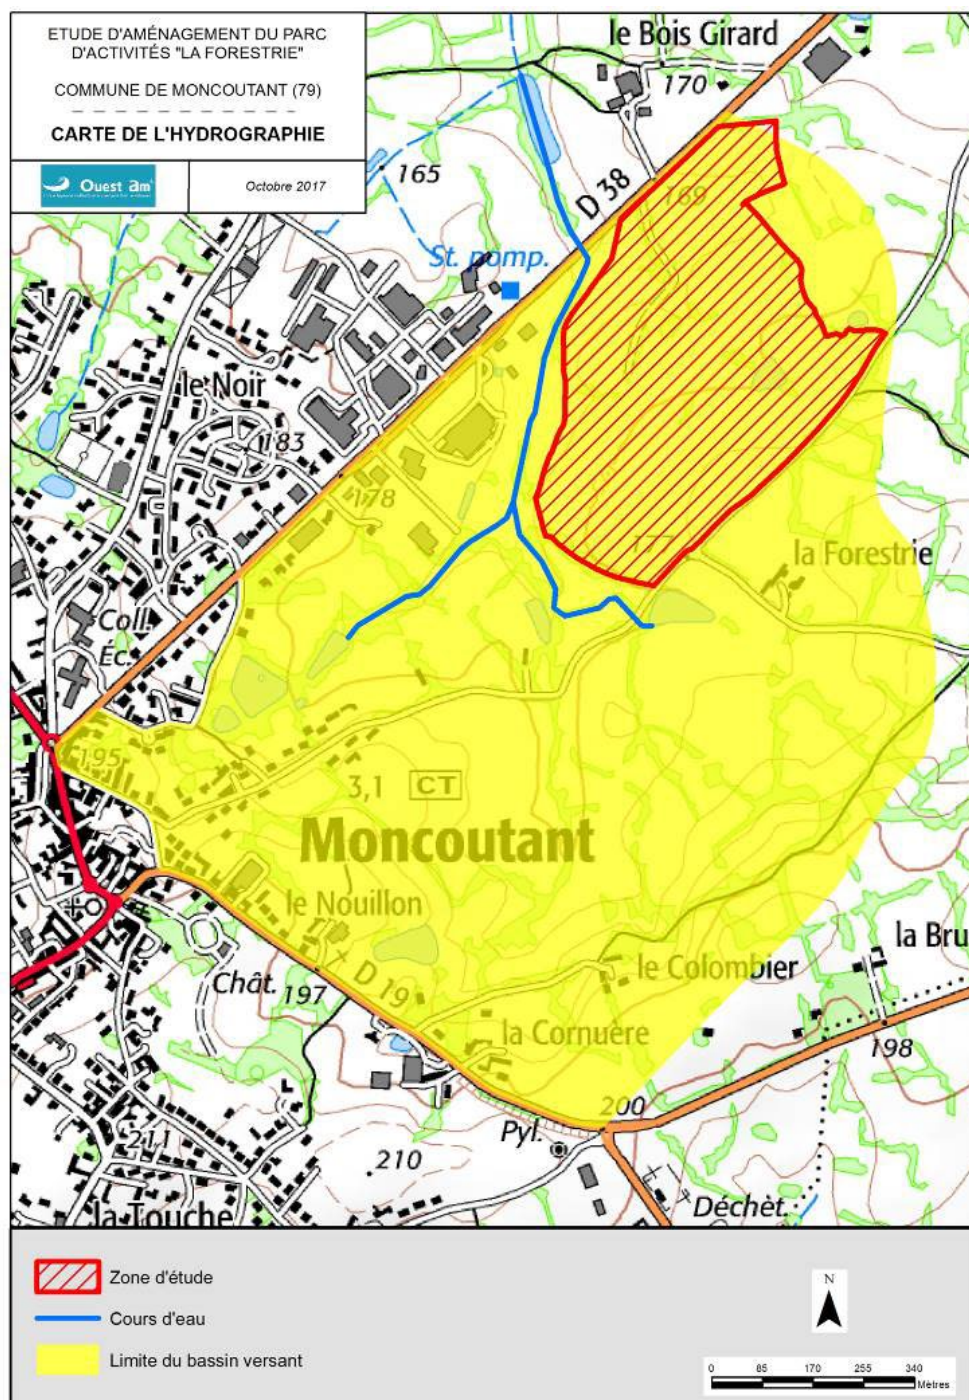 ETUDE D'AMÉNAGEMENT DU PARC
D'ACTIVITÉS "LA FORESTRIE"
COMMUNE DE MONCOUTANT (79)
CARTE DE L'HYDROGRAPHIE
Ouest am'
Octobre 2017
le Bois Girard
170
165
D 38
169
St. pomp.
le Noir
183
178
177
la Forestrie
Coll.
Éc.
195
3,1
CT
Moncoutant
le Nouillon
D 19
Chât.
197
le Colombier
la Bru
la Cornuère
198
200
Pyl.
211
210
la Touche
Déchèt.
Zone d'étude
Cours d'eau
Limite du bassin versant
N
0 85 170 255 340
Mètres